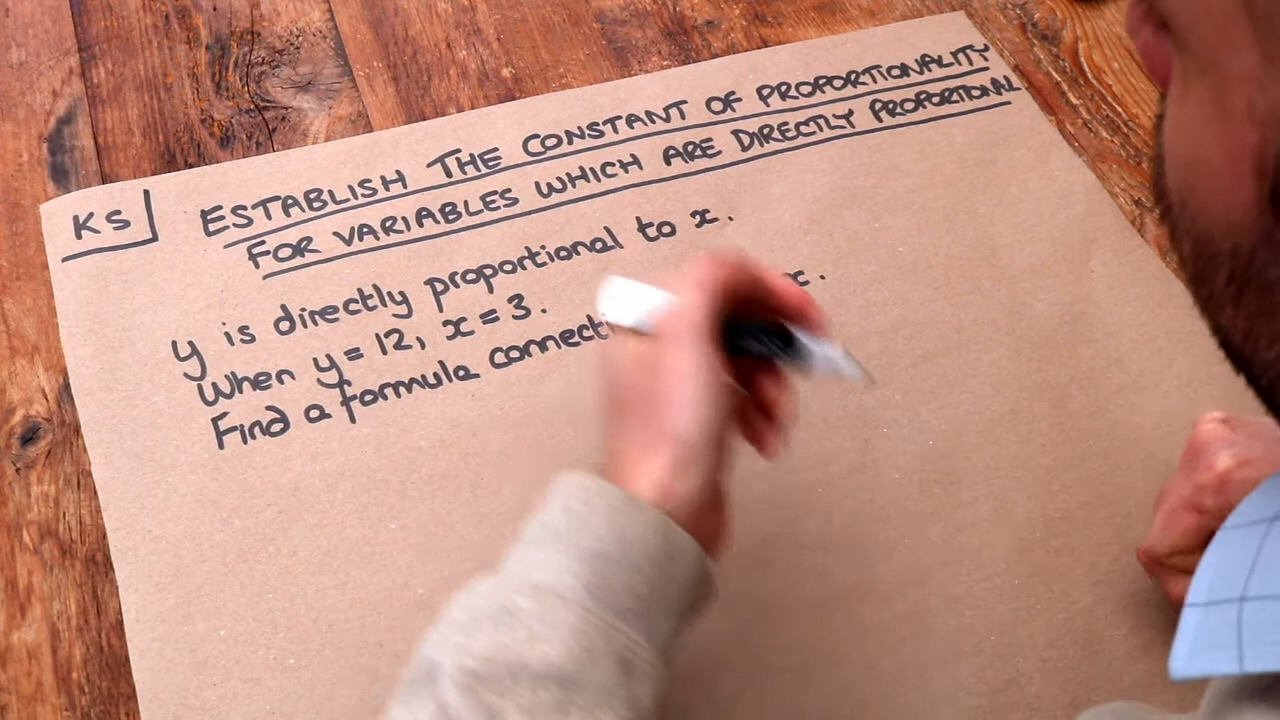 KS
ESTABLISH THE CONSTANT OF PROPORTIONALITY
FOR VARIABLES WHICH ARE DIRECTLY PROPORTIONAL
y is directly proportional to x.
When y = 12, x = 3.
Find a formula connect x.